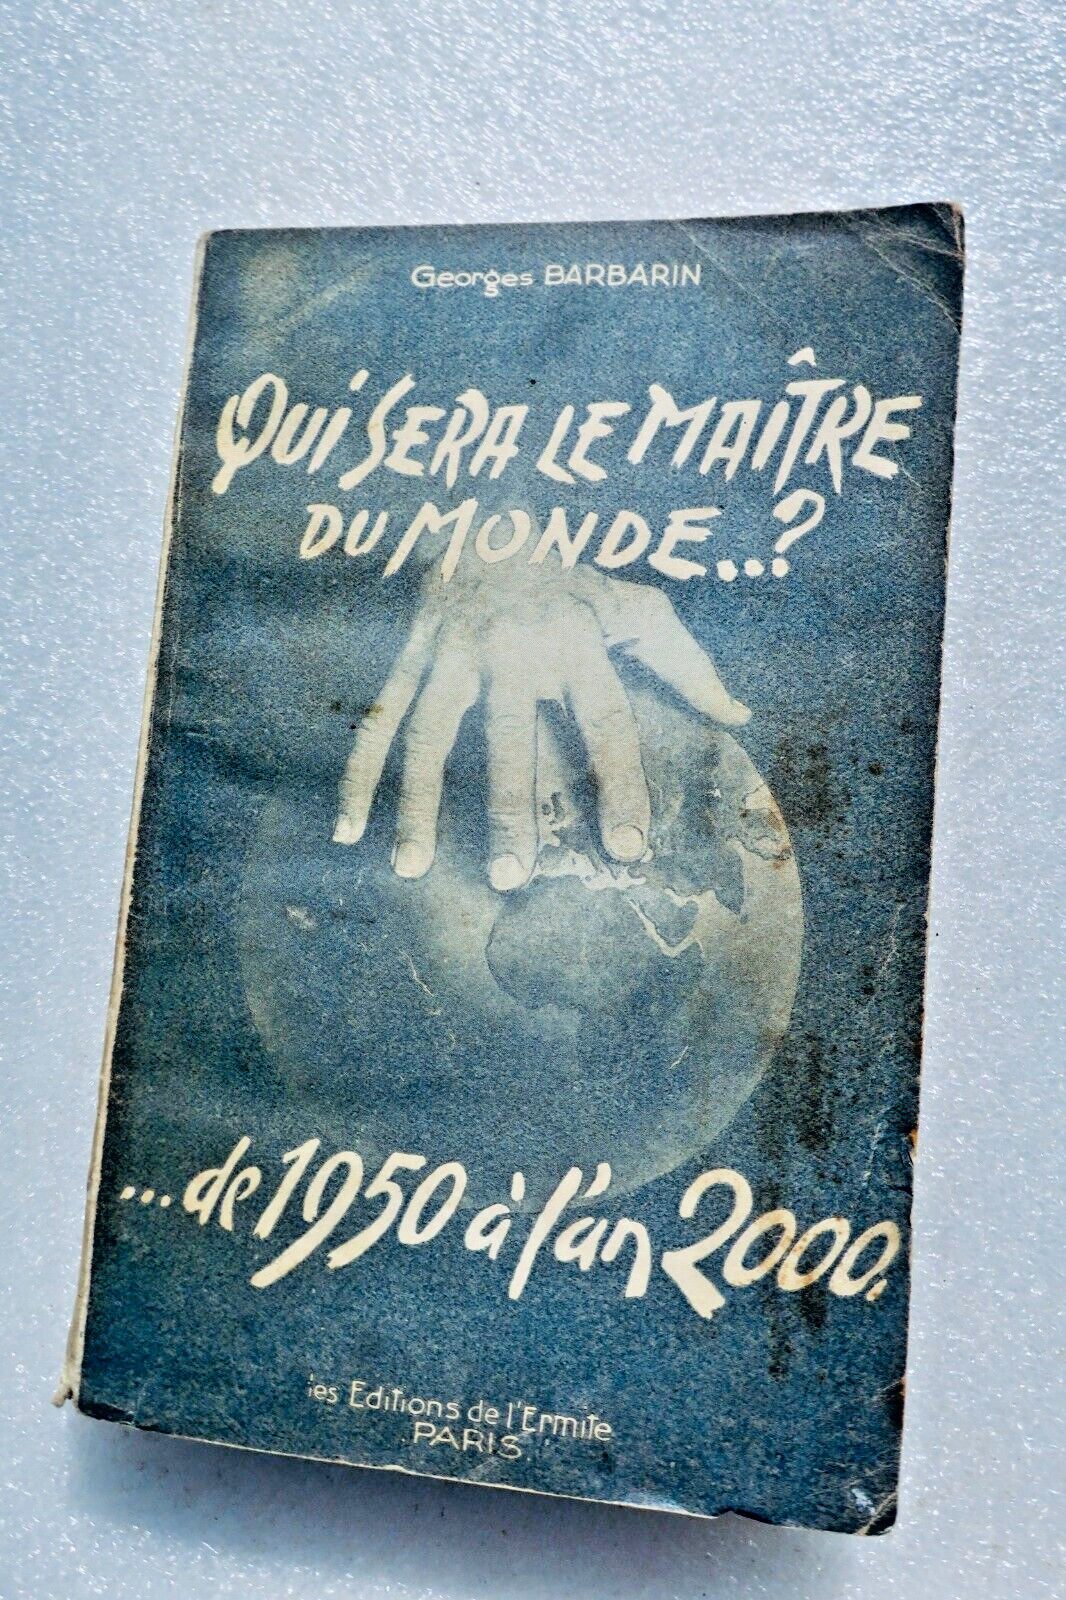 Georges BARBARIN
QUI SERA LE MAÎTRE
DU MONDE...?
...de 1950 à l'an 2000.
les Editions de l'Ermite
PARIS